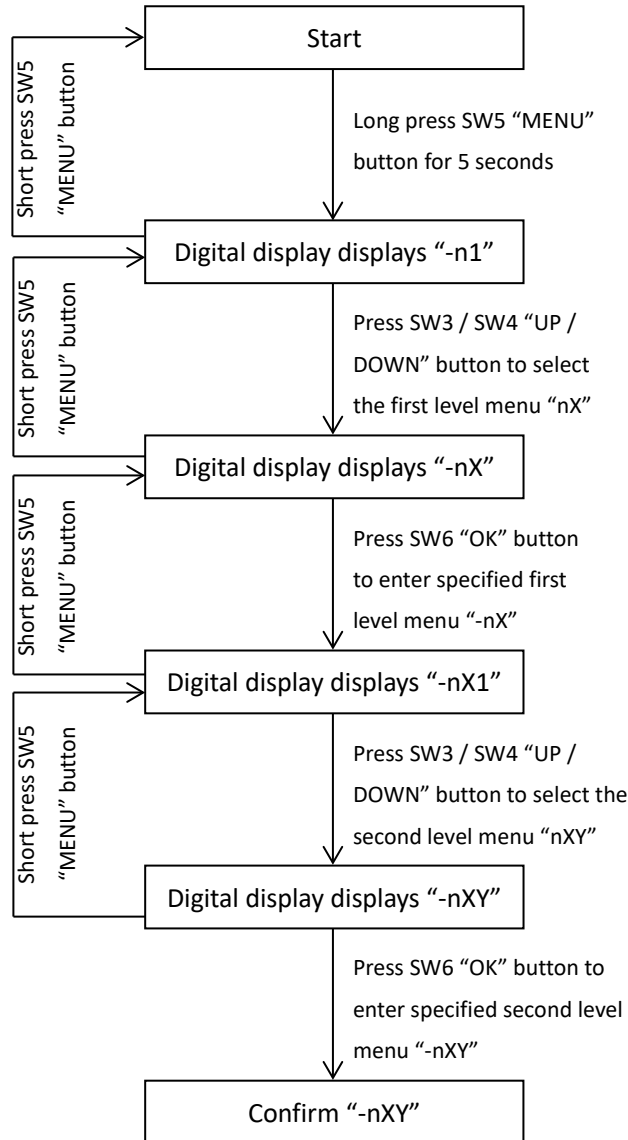 Start
Short press SW5
“MENU” button
Long press SW5 “MENU”
button for 5 seconds
Digital display displays “-n1”
Short press SW5
“MENU” button
Press SW3 / SW4 “UP /
DOWN” button to select
the first level menu “nX”
Digital display displays “-nX”
Short press SW5
“MENU” button
Press SW6 “OK” button
to enter specified first
level menu “-nX”
Digital display displays “-nX1”
Short press SW5
“MENU” button
Press SW3 / SW4 “UP /
DOWN” button to select the
second level menu “nXY”
Digital display displays “-nXY”
Press SW6 “OK” button to
enter specified second level
menu “-nXY”
Confirm “-nXY”